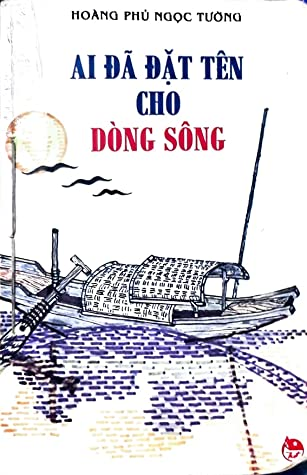 HOÀNG PHỦ NGỌC TƯỜNG
AI ĐÃ ĐẶT TÊN
CHO
DÒNG SÔNG